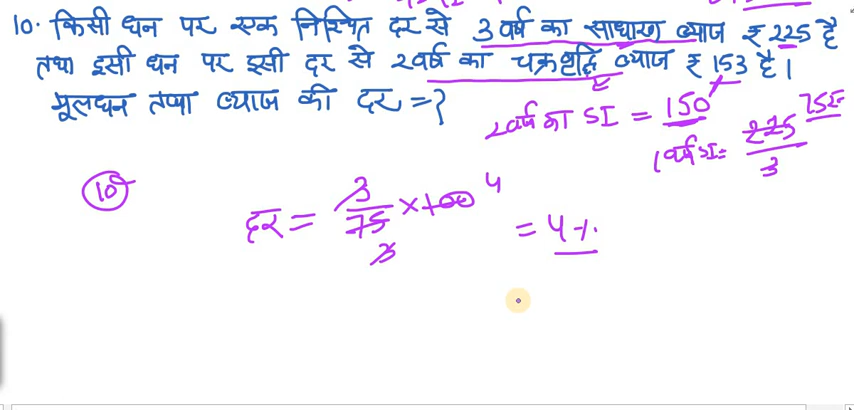 10. किसी धन पर एक निश्चित दर से 3 वर्ष का साधारण ब्याज ₹ 225 है
तथा इसी धन पर इसी दर से 2 वर्ष का चक्रवृद्धि ब्याज ₹ 153 है।
मूलधन तथा ब्याज की दर = ?
2 वर्ष का SI = 150
1 वर्ष SI = 225/3 75
10
दर = 3/75 × 100 4
3
= 4%